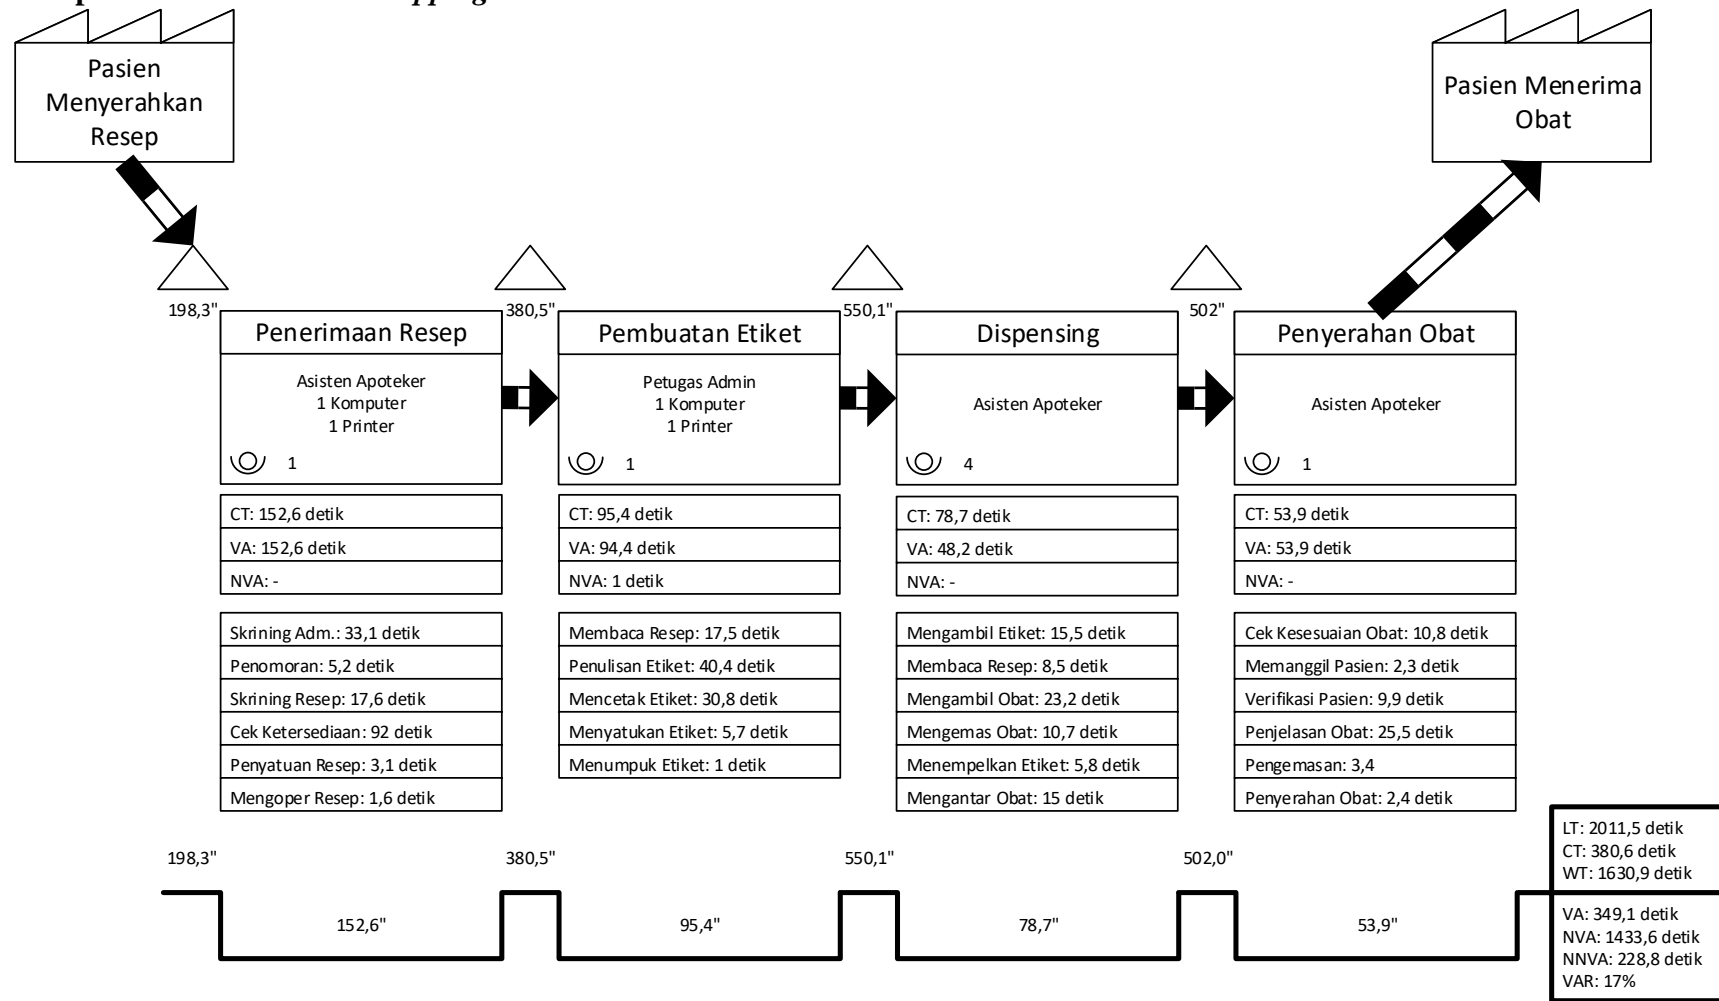 pping
Pasien
Menyerahkan
Resep
Pasien Menerima
Obat
198,3"
380,5"
550,1"
502"
Penerimaan Resep
Asisten Apoteker
1 Komputer
1 Printer
1
CT: 152,6 detik
VA: 152,6 detik
NVA: -
Skrining Adm.: 33,1 detik
Penomoran: 5,2 detik
Skrining Resep: 17,6 detik
Cek Ketersediaan: 92 detik
Penyatuan Resep: 3,1 detik
Mengoper Resep: 1,6 detik
Pembuatan Etiket
Petugas Admin
1 Komputer
1 Printer
1
CT: 95,4 detik
VA: 94,4 detik
NVA: 1 detik
Membaca Resep: 17,5 detik
Penulisan Etiket: 40,4 detik
Mencetak Etiket: 30,8 detik
Menyatukan Etiket: 5,7 detik
Menumpuk Etiket: 1 detik
Dispensing
Asisten Apoteker
4
CT: 78,7 detik
VA: 48,2 detik
NVA: -
Mengambil Etiket: 15,5 detik
Membaca Resep: 8,5 detik
Mengambil Obat: 23,2 detik
Mengemas Obat: 10,7 detik
Menempelkan Etiket: 5,8 detik
Mengantar Obat: 15 detik
Penyerahan Obat
Asisten Apoteker
1
CT: 53,9 detik
VA: 53,9 detik
NVA: -
Cek Kesesuaian Obat: 10,8 detik
Memanggil Pasien: 2,3 detik
Verifikasi Pasien: 9,9 detik
Penjelasan Obat: 25,5 detik
Pengemasan: 3,4
Penyerahan Obat: 2,4 detik
198,3"
380,5"
550,1"
502,0"
152,6"
95,4"
78,7"
53,9"
LT: 2011,5 detik
CT: 380,6 detik
WT: 1630,9 detik
VA: 349,1 detik
NVA: 1433,6 detik
NNVA: 228,8 detik
VAR: 17%